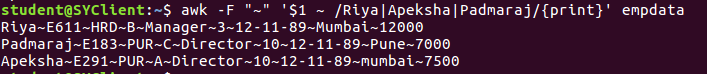 student@SYClient:~$ awk -F "~" '$1 ~ /Riya|Apeksha|Padmaraj/{print}' empdata
Riya~E611~HRD~B~Manager~3~12-11-89~Mumbai~12000
Padmaraj~E183~PUR~C~Director~10~12-11-89~Pune~7000
Apeksha~E291~PUR~A~Director~10~12-11-89~mumbai~7500